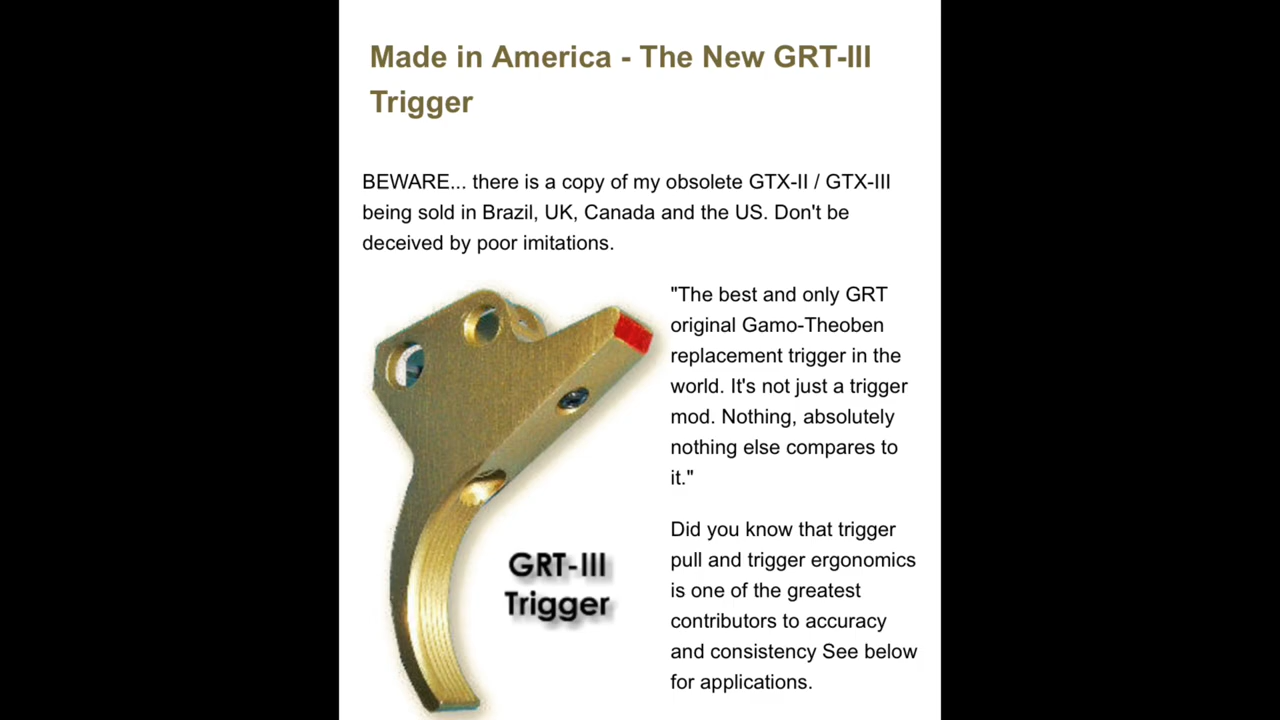 Made in America - The New GRT-III
Trigger
BEWARE... there is a copy of my obsolete GTX-II / GTX-III
being sold in Brazil, UK, Canada and the US. Don't be
deceived by poor imitations.
"The best and only GRT
original Gamo-Theoben
replacement trigger in the
world. It's not just a trigger
mod. Nothing, absolutely
nothing else compares to
it."
Did you know that trigger
pull and trigger ergonomics
is one of the greatest
contributors to accuracy
and consistency See below
for applications.
GRT-III
Trigger